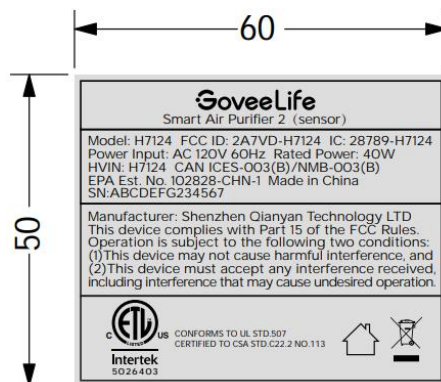 60
50
GoveeLife
Smart Air Purifier 2 (sensor)
Model: H7124 FCC ID: 2A7VD-H7124 IC: 28789-H7124
Power Input: AC 120V 60Hz Rated Power: 40W
HVIN: H7124 CAN ICES-003(B)/NMB-003(B)
EPA Est. No. 102828-CHN-1 Made in China
SN:ABCDEFG234567
Manufacturer: Shenzhen Qianyan Technology LTD
This device complies with Part 15 of the FCC Rules.
Operation is subject to the following two conditions:
(1)This device may not cause harmful interference, and
(2)This device must accept any interference received,
including interference that may cause undesired operation.
C ETL US
LISTED
Intertek
5026403
CONFORMS TO UL STD.507
CERTIFIED TO CSA STD.C22.2 NO.113